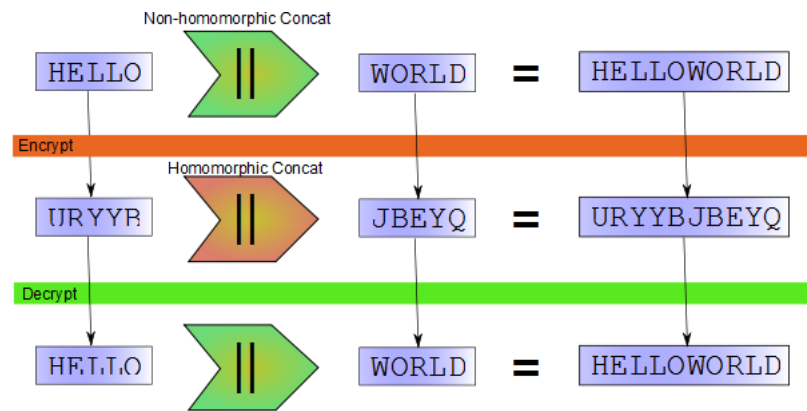 Non-homomorphic Concat
HELLO || WORLD = HELLOWORLD
Encrypt
Homomorphic Concat
URYYB || JBEYQ = URYYBJBEYQ
Decrypt
HELLO || WORLD = HELLOWORLD